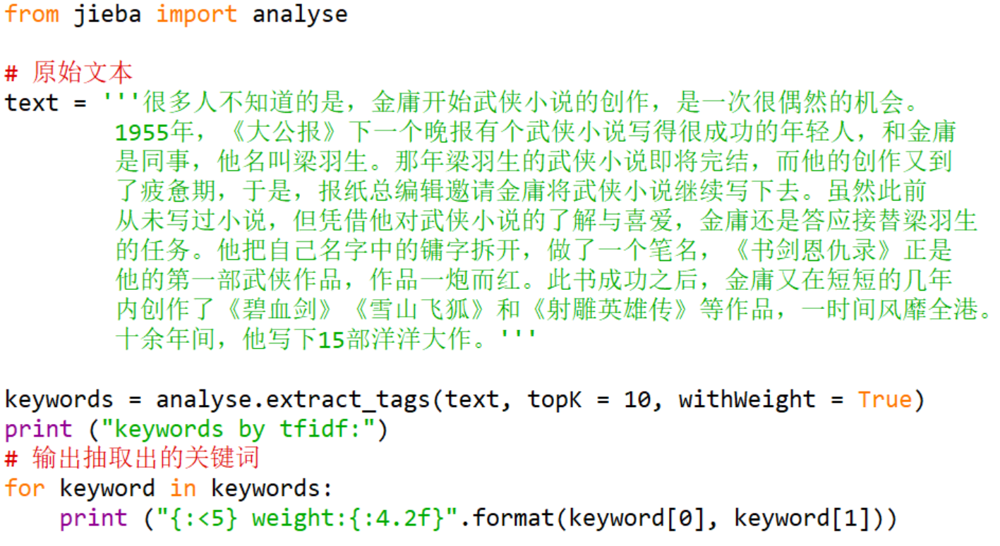 from jieba import analyse
# 原始文本
text = '''很多人不知道的是，金庸开始武侠小说的创作，是一次很偶然的机会。
1955年，《大公报》下一个晚报有个武侠小说写得很成功的年轻人，和金庸
是同事，他名叫梁羽生。那年梁羽生的武侠小说即将完结，而他的创作又到
了疲惫期，于是，报纸总编辑邀请金庸将武侠小说继续写下去。虽然此前
从未写过小说，但凭借他对武侠小说的了解与喜爱，金庸还是答应接替梁羽生
的任务。他把自己名字中的镛字拆开，做了一个笔名，《书剑恩仇录》正是
他的第一部武侠作品，作品一炮而红。此书成功之后，金庸又在短短的几年
内创作了《碧血剑》《雪山飞狐》和《射雕英雄传》等作品，一时间风靡全港。
十余年间，他写下15部洋洋大作。'''
keywords = analyse.extract_tags(text, topK = 10, withWeight = True)
print ("keywords by tfidf:")
# 输出抽取出的关键词
for keyword in keywords:
    print ("{:<5} weight:{:4.2f}".format(keyword[0], keyword[1]))